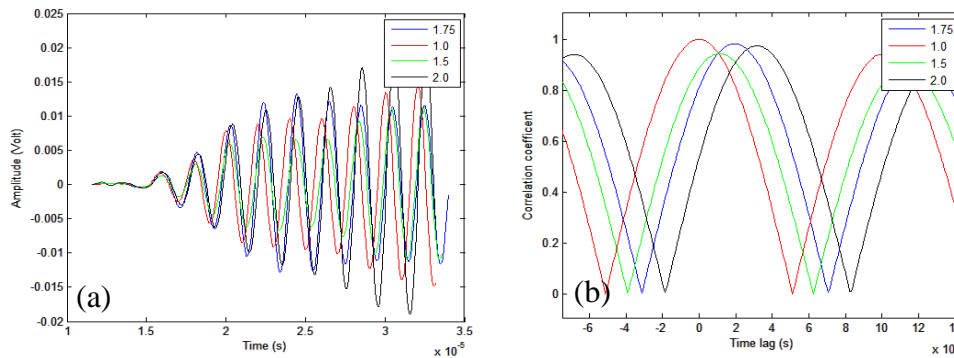 0.025
0.02
0.015
0.01
0.005
0
-0.005
-0.01
-0.015
-0.02
Amplitude (Volt)
1.75
1.0
1.5
2.0
(a)
1 1.5 2 2.5 3 3.5
Time (s)
x 10⁻⁵
1
0.8
0.6
0.4
0.2
0
Correlation coefficent
1.75
1.0
1.5
2.0
(b)
-6 -4 -2 0 2 4 6 8 10
Time lag (s)
x 10